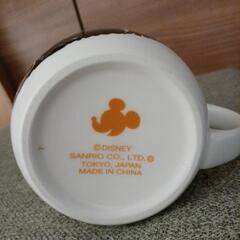 ©DISNEY
SANRIO CO., LTD.®
TOKYO, JAPAN
MADE IN CHINA